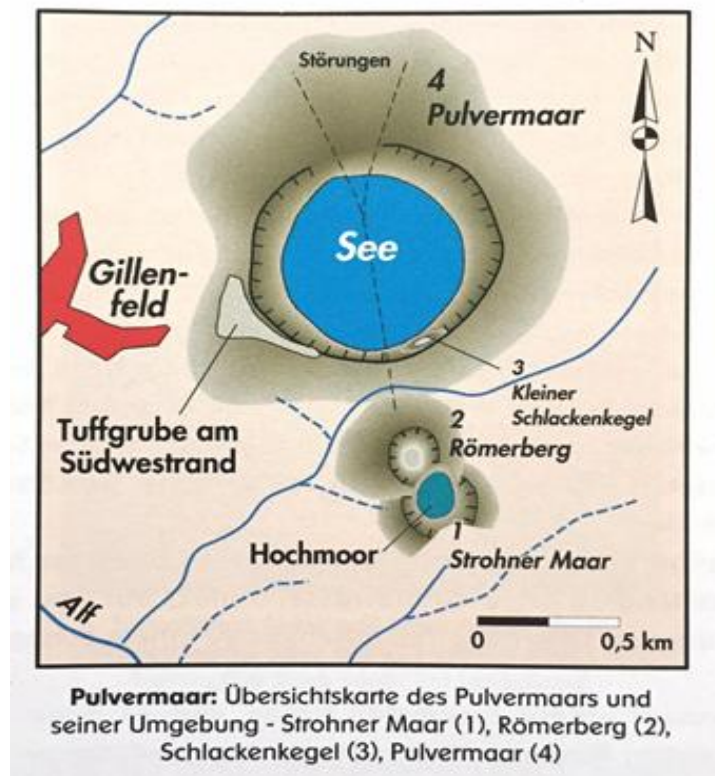 N
Störungen
4
Pulvermaar
See
Gillen-
feld
3
Kleiner
Schlackenkegel
2
Römerberg
Tuffgrube am
Südwestrand
Hochmoor
1
Strohner Maar
Alf
0
0,5 km
Pulvermaar: Übersichtskarte des Pulvermaars und
seiner Umgebung - Strohner Maar (1), Römerberg (2),
Schlackenkegel (3), Pulvermaar (4)